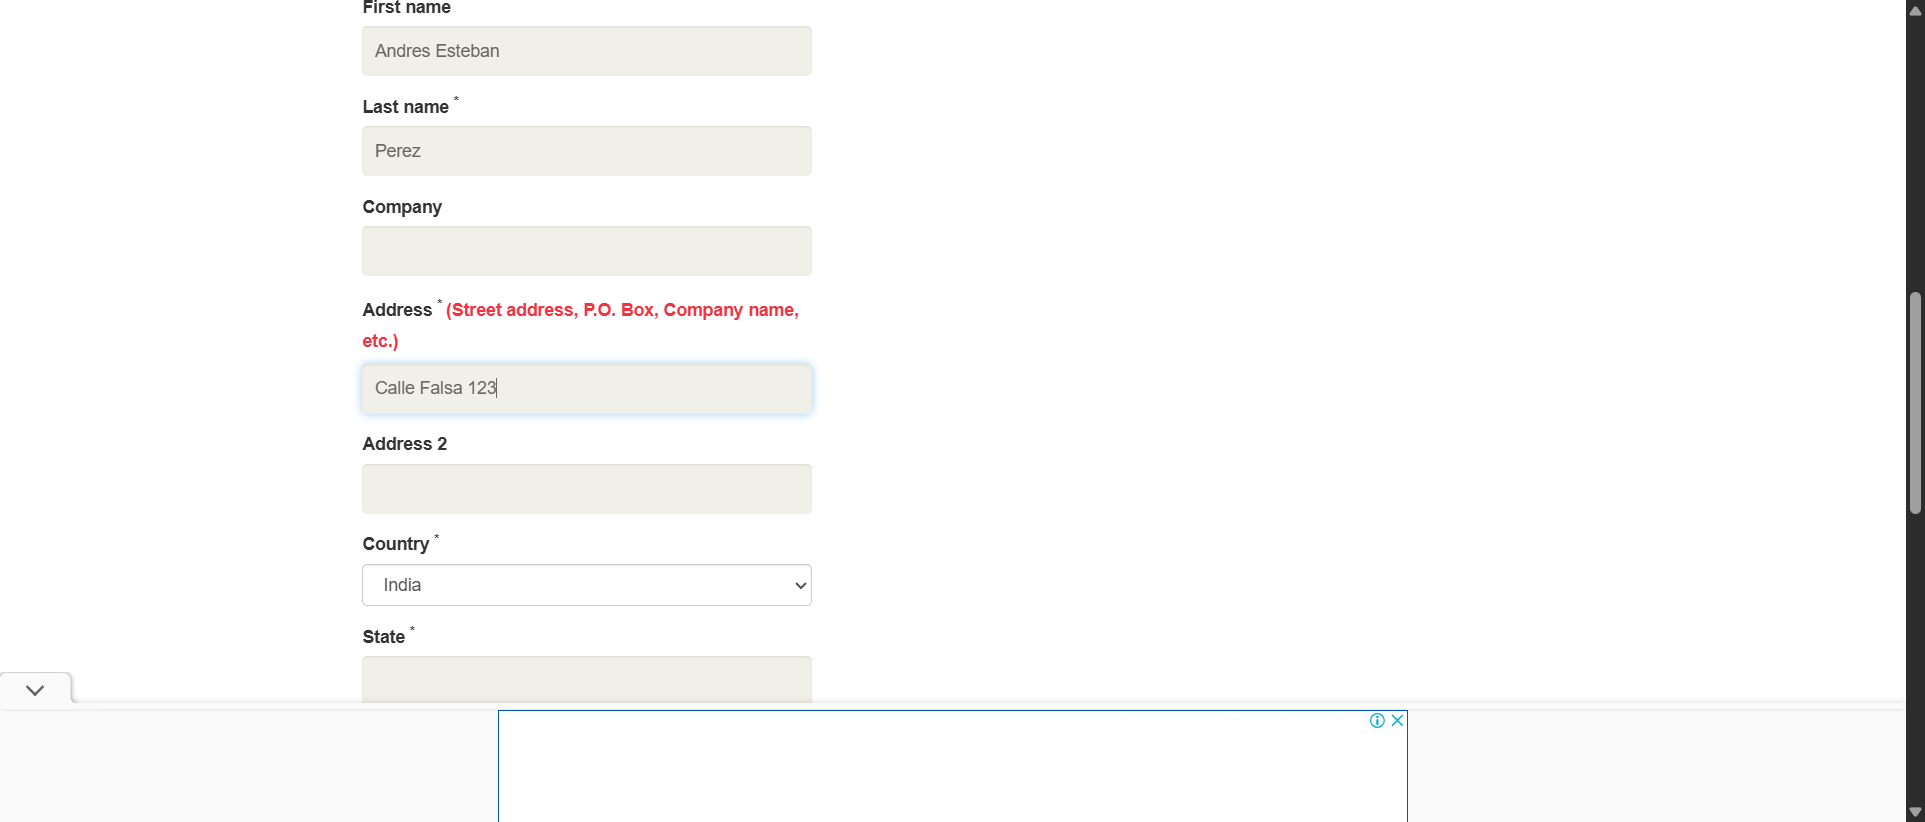 First name
Andres Esteban
Last name *
Perez
Company
Address * (Street address, P.O. Box, Company name,
etc.)
Calle Falsa 123
Address 2
Country *
India
State *